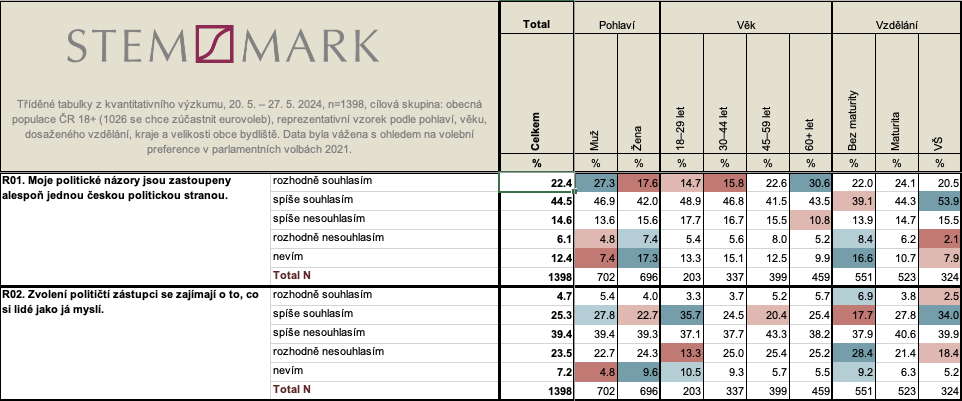 Total Pohlaví Věk Vzdělání
STEM MARK
Tříděné tabulky z kvantitativního výzkumu, 20. 5. – 27. 5. 2024, n=1398, cílová skupina: obecná
populace ČR 18+ (1026 se chce zúčastnit eurovoleb), reprezentativní vzorek podle pohlaví, věku,
dosaženého vzdělání, kraje a velikosti obce bydliště. Data byla vážena s ohledem na volební
preference v parlamentních volbách 2021.
Celkem Muž Žena 18–29 let 30–44 let 45–59 let 60+ let Bez maturity Maturita VŠ
% % % % % % % % % %
R01. Moje politické názory jsou zastoupeny rozhodně souhlasím 22.4 27.3 17.6 14.7 15.8 22.6 30.6 22.0 24.1 20.5
alespoň jednou českou politickou stranou. spíše souhlasím 44.5 46.9 42.0 48.9 46.8 41.5 43.5 39.1 44.3 53.9
spíše nesouhlasím 14.6 13.6 15.6 17.7 16.7 15.5 10.8 13.9 14.7 15.5
rozhodně nesouhlasím 6.1 4.8 7.4 5.4 5.6 8.0 5.2 8.4 6.2 2.1
nevím 12.4 7.4 17.3 13.3 15.1 12.5 9.9 16.6 10.7 7.9
Total N 1398 702 696 203 337 399 459 551 523 324
R02. Zvolení političtí zástupci se zajímají o to, co rozhodně souhlasím 4.7 5.4 4.0 3.3 3.7 5.2 5.7 6.9 3.8 2.5
si lidé jako já myslí. spíše souhlasím 25.3 27.8 22.7 35.7 24.5 20.4 25.4 17.7 27.8 34.0
spíše nesouhlasím 39.4 39.4 39.3 37.1 37.7 43.3 38.2 37.9 40.6 39.9
rozhodně nesouhlasím 23.5 22.7 24.3 13.3 25.0 25.4 25.2 28.4 21.4 18.4
nevím 7.2 4.8 9.6 10.5 9.3 5.7 5.5 9.2 6.3 5.2
Total N 1398 702 696 203 337 399 459 551 523 324